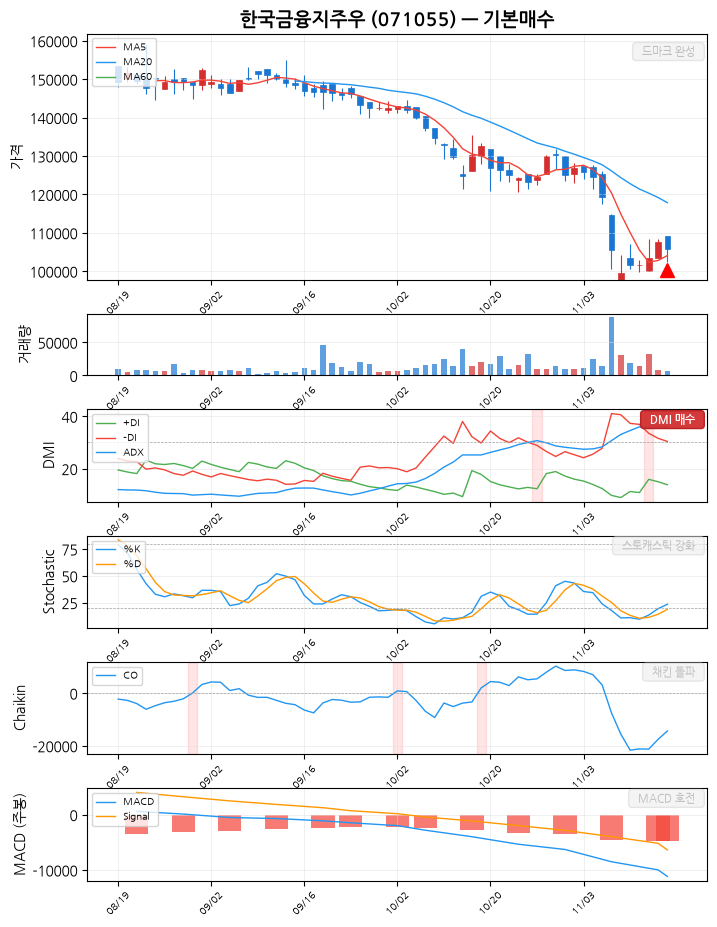 한국금융지주우 (071055) — 기본매수
160000
150000
140000
130000
120000
110000
100000
가격
MA5
MA20
MA60
드마크 완성
08/19
09/02
09/16
10/02
10/20
11/03
50000
0
거래량
08/19
09/02
09/16
10/02
10/20
11/03
40
20
DMI
+DI
-DI
ADX
DMI 매수
08/19
09/02
09/16
10/02
10/20
11/03
75
50
25
Stochastic
%K
%D
스토캐스틱 강화
08/19
09/02
09/16
10/02
10/20
11/03
0
-20000
Chaikin
CO
채킨 돌파
08/19
09/02
09/16
10/02
10/20
11/03
0
-10000
MACD (주봉)
MACD
Signal
MACD 호전
08/19
09/02
09/16
10/02
10/20
11/03